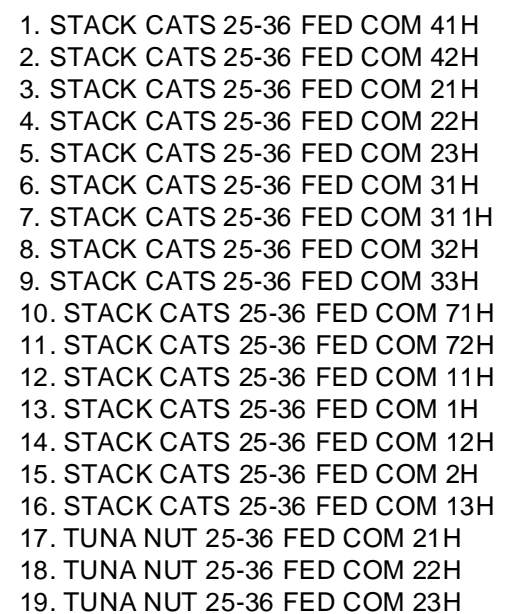 1. STACK CATS 25-36 FED COM 41H
2. STACK CATS 25-36 FED COM 42H
3. STACK CATS 25-36 FED COM 21H
4. STACK CATS 25-36 FED COM 22H
5. STACK CATS 25-36 FED COM 23H
6. STACK CATS 25-36 FED COM 31H
7. STACK CATS 25-36 FED COM 311H
8. STACK CATS 25-36 FED COM 32H
9. STACK CATS 25-36 FED COM 33H
10. STACK CATS 25-36 FED COM 71H
11. STACK CATS 25-36 FED COM 72H
12. STACK CATS 25-36 FED COM 11H
13. STACK CATS 25-36 FED COM 1H
14. STACK CATS 25-36 FED COM 12H
15. STACK CATS 25-36 FED COM 2H
16. STACK CATS 25-36 FED COM 13H
17. TUNA NUT 25-36 FED COM 21H
18. TUNA NUT 25-36 FED COM 22H
19. TUNA NUT 25-36 FED COM 23H